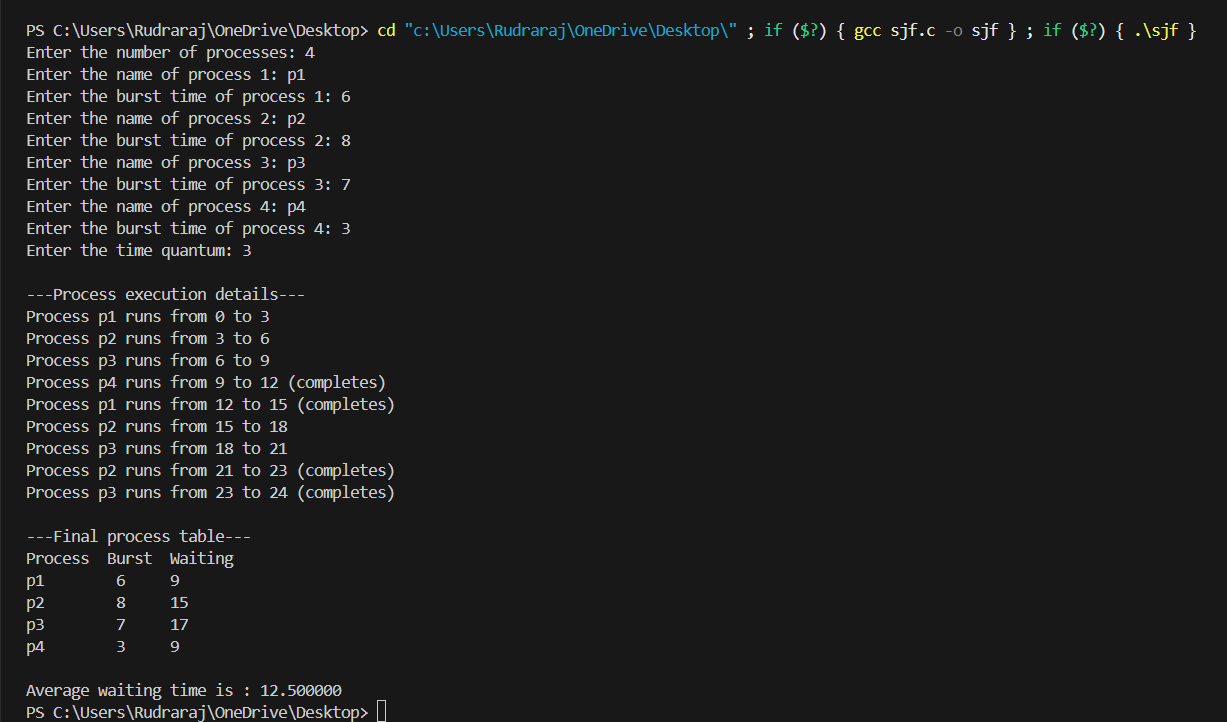 PS C:\Users\Rudraraj\OneDrive\Desktop> cd "c:\Users\Rudraraj\OneDrive\Desktop\" ; if ($?) { gcc sjf.c -o sjf } ; if ($?) { .\sjf }
Enter the number of processes: 4
Enter the name of process 1: p1
Enter the burst time of process 1: 6
Enter the name of process 2: p2
Enter the burst time of process 2: 8
Enter the name of process 3: p3
Enter the burst time of process 3: 7
Enter the name of process 4: p4
Enter the burst time of process 4: 3
Enter the time quantum: 3

---Process execution details---
Process p1 runs from 0 to 3
Process p2 runs from 3 to 6
Process p3 runs from 6 to 9
Process p4 runs from 9 to 12 (completes)
Process p1 runs from 12 to 15 (completes)
Process p2 runs from 15 to 18
Process p3 runs from 18 to 21
Process p2 runs from 21 to 23 (completes)
Process p3 runs from 23 to 24 (completes)

---Final process table---
Process  Burst  Waiting
p1        6     9
p2        8     15
p3        7     17
p4        3     9

Average waiting time is : 12.500000
PS C:\Users\Rudraraj\OneDrive\Desktop>